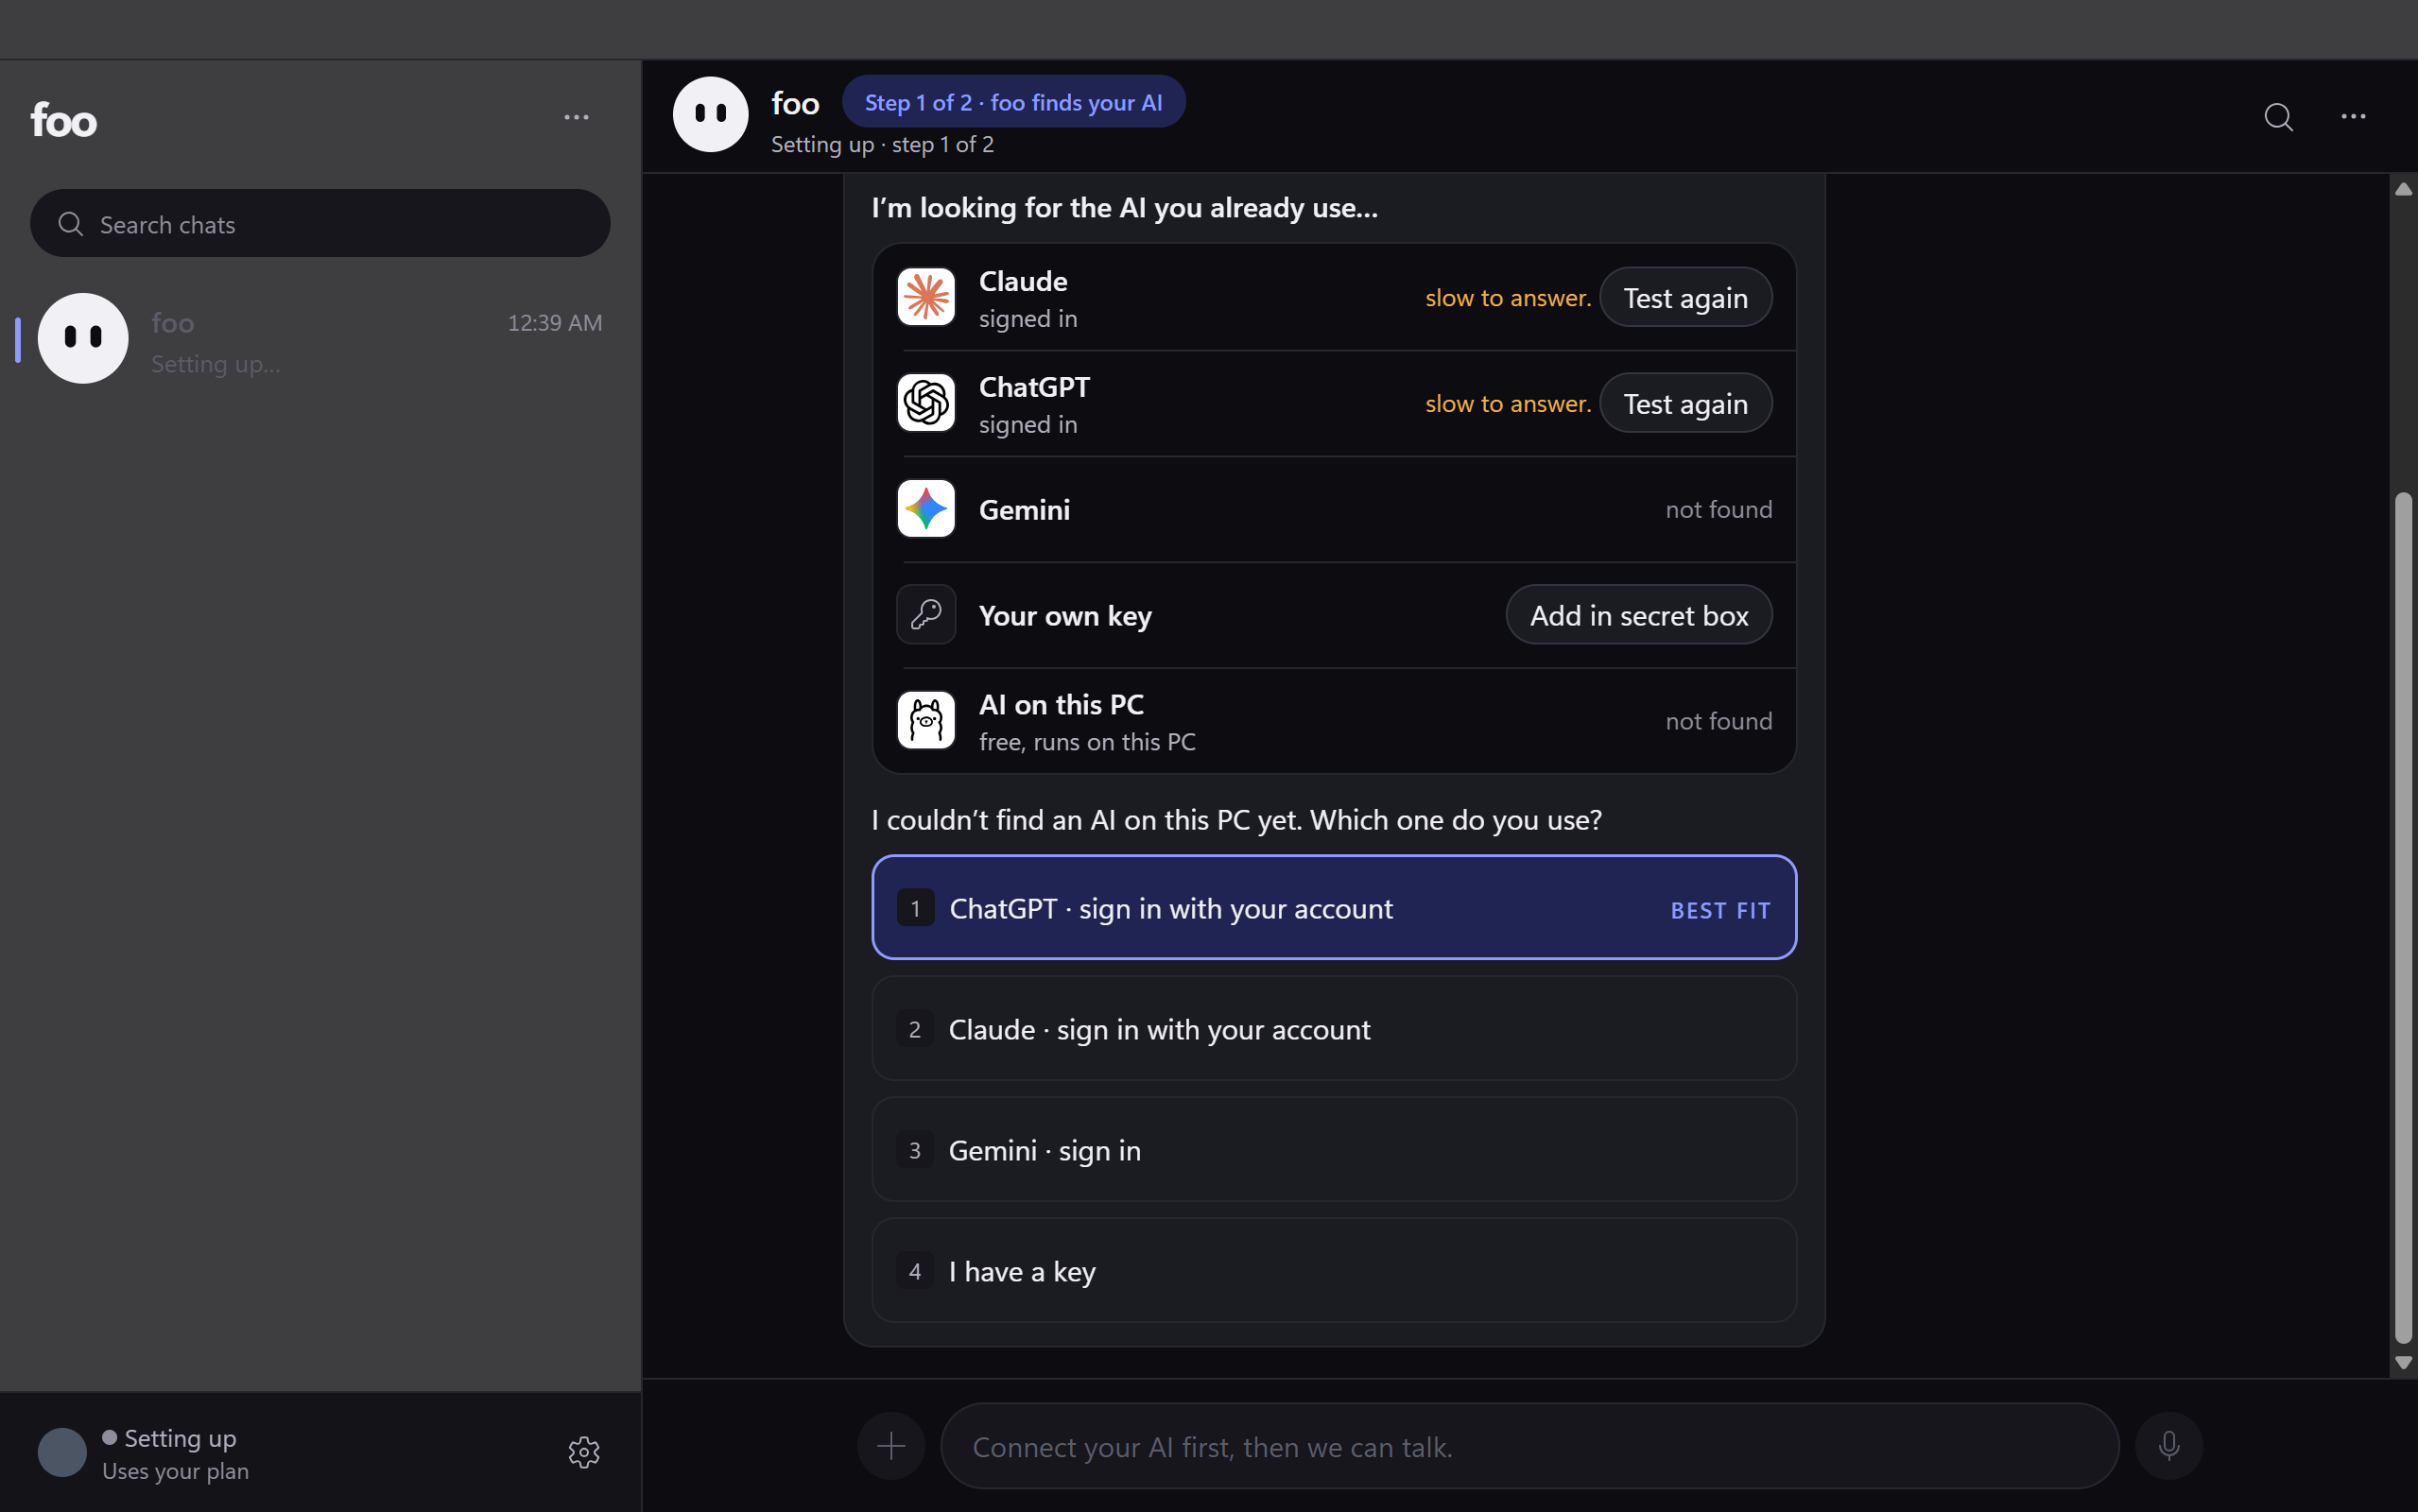 foo
Search chats
foo
12:39 AM
Setting up...
Setting up
Uses your plan
foo
Step 1 of 2 · foo finds your AI
Setting up · step 1 of 2
I’m looking for the AI you already use...
Claude
signed in
slow to answer.
Test again
ChatGPT
signed in
slow to answer.
Test again
Gemini
not found
Your own key
Add in secret box
AI on this PC
free, runs on this PC
not found
I couldn’t find an AI on this PC yet. Which one do you use?
1 ChatGPT · sign in with your account
BEST FIT
2 Claude · sign in with your account
3 Gemini · sign in
4 I have a key
Connect your AI first, then we can talk.